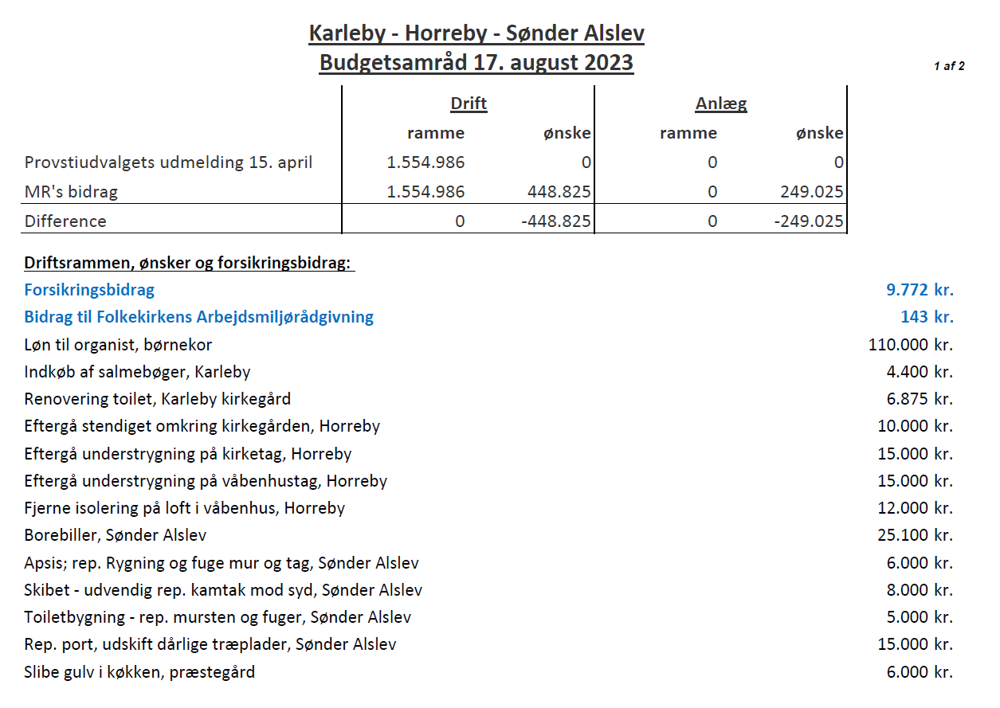 Karleby - Horreby - Sønder Alslev
Budgetsamråd 17. august 2023
1 af 2
Drift Anlæg
ramme ønske ramme ønske
Provstiudvalgets udmelding 15. april 1.554.986 0 0 0
MR's bidrag 1.554.986 448.825 0 249.025
Difference 0 -448.825 0 -249.025
Driftsrammen, ønsker og forsikringsbidrag:
Forsikringsbidrag 9.772 kr.
Bidrag til Folkekirkens Arbejdsmiljørådgivning 143 kr.
Løn til organist, børnekor 110.000 kr.
Indkøb af salmebøger, Karleby 4.400 kr.
Renovering toilet, Karleby kirkegård 6.875 kr.
Eftergå stendiget omkring kirkegården, Horreby 10.000 kr.
Eftergå understrygning på kirketag, Horreby 15.000 kr.
Eftergå understrygning på våbenhustag, Horreby 15.000 kr.
Fjerne isolering på loft i våbenhus, Horreby 12.000 kr.
Borebiller, Sønder Alslev 25.100 kr.
Apsis; rep. Rygning og fuge mur og tag, Sønder Alslev 6.000 kr.
Skibet - udvendig rep. kamtak mod syd, Sønder Alslev 8.000 kr.
Toiletbygning - rep. mursten og fuger, Sønder Alslev 5.000 kr.
Rep. port, udskift dårlige træplader, Sønder Alslev 15.000 kr.
Slibe gulv i køkken, præstegård 6.000 kr.